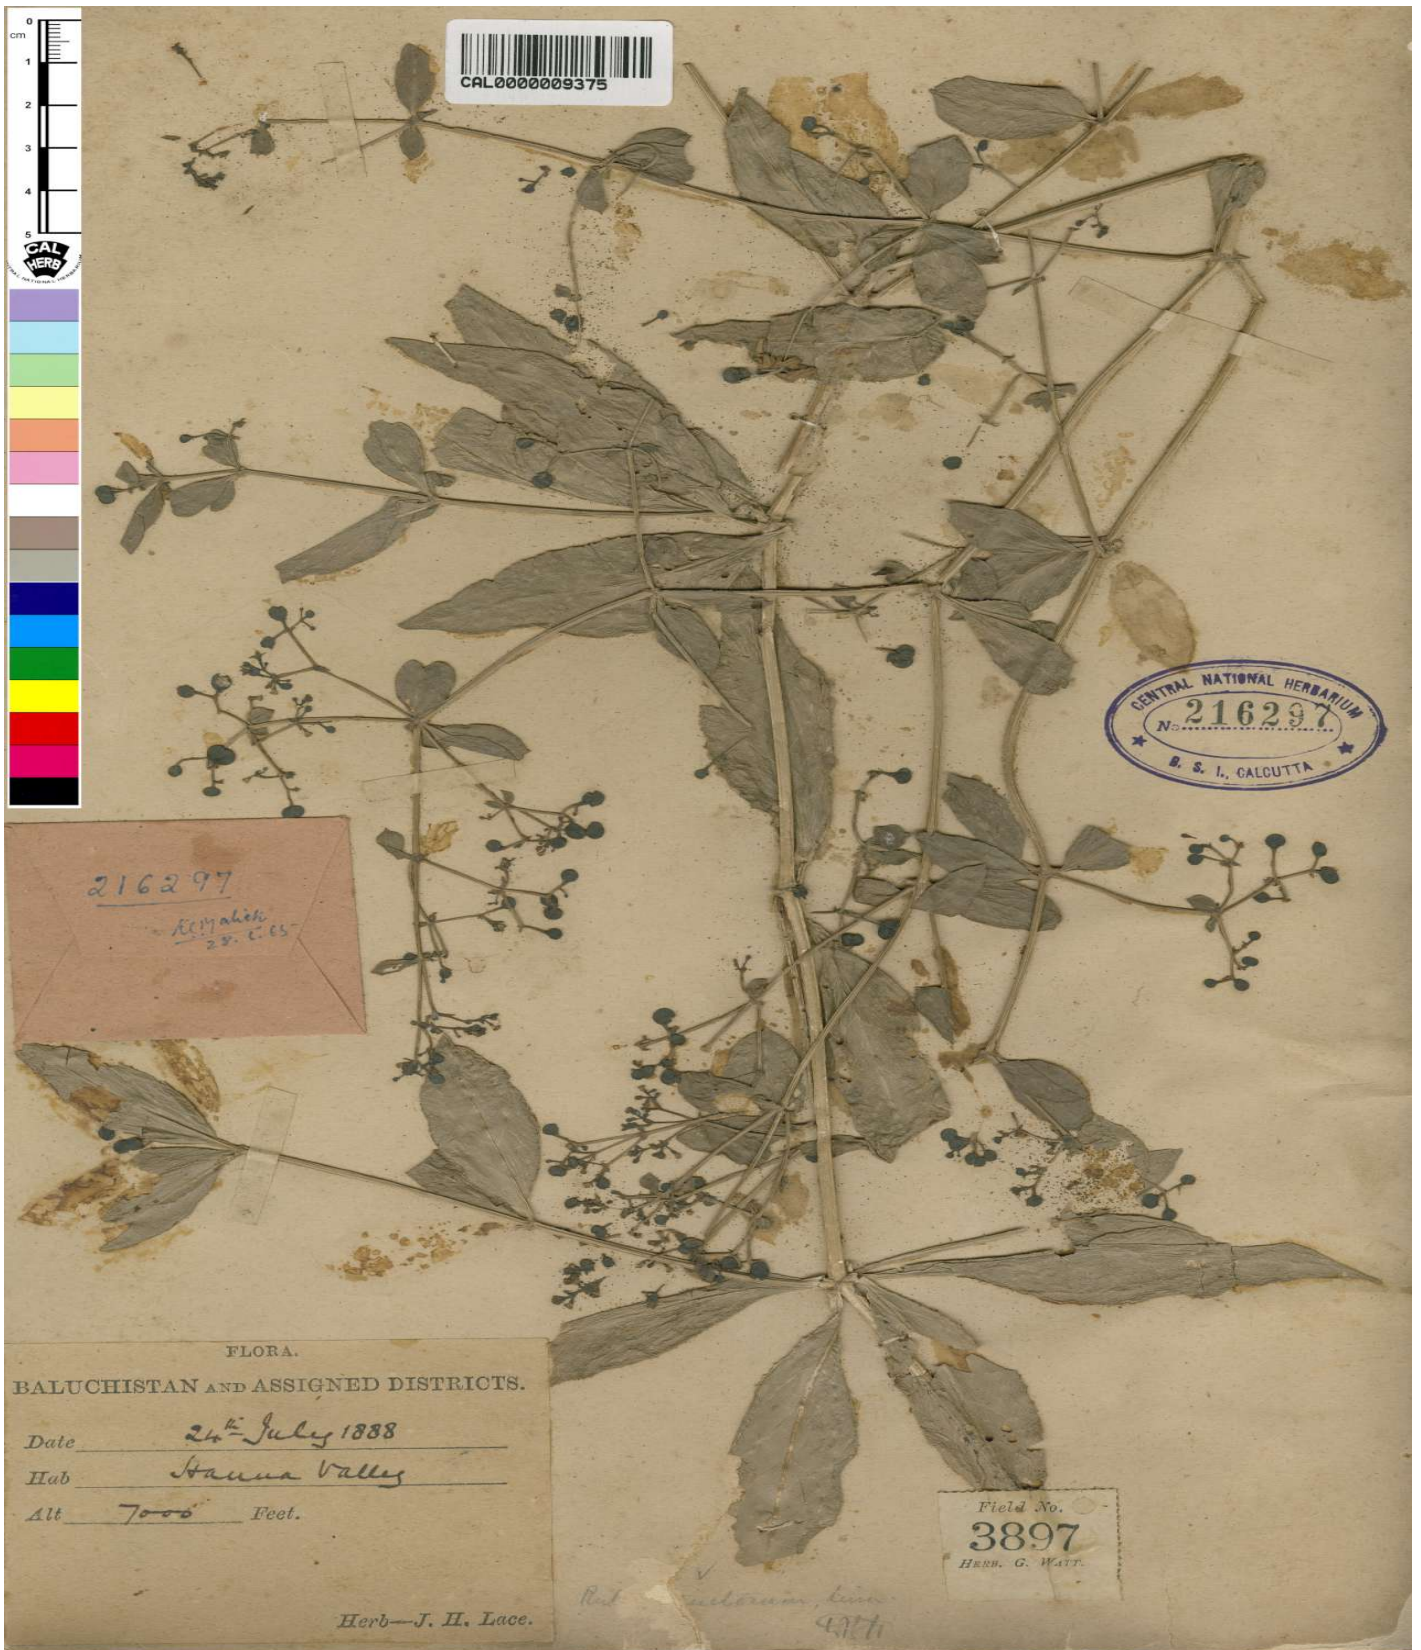 cm
0
1
2
3
4
5
CAL
HERB
CAL0000009375
CENTRAL NATIONAL HERBARIUM
No 216297
B. S. I., CALCUTTA
216297
FLORA.
BALUCHISTAN AND ASSIGNED DISTRICTS.
Date 24th July 1888
Hab Hanna Valley
Alt 7000 Feet.
Herb—J. H. Lace.
Field No.
3897
HERB. G. WATT.